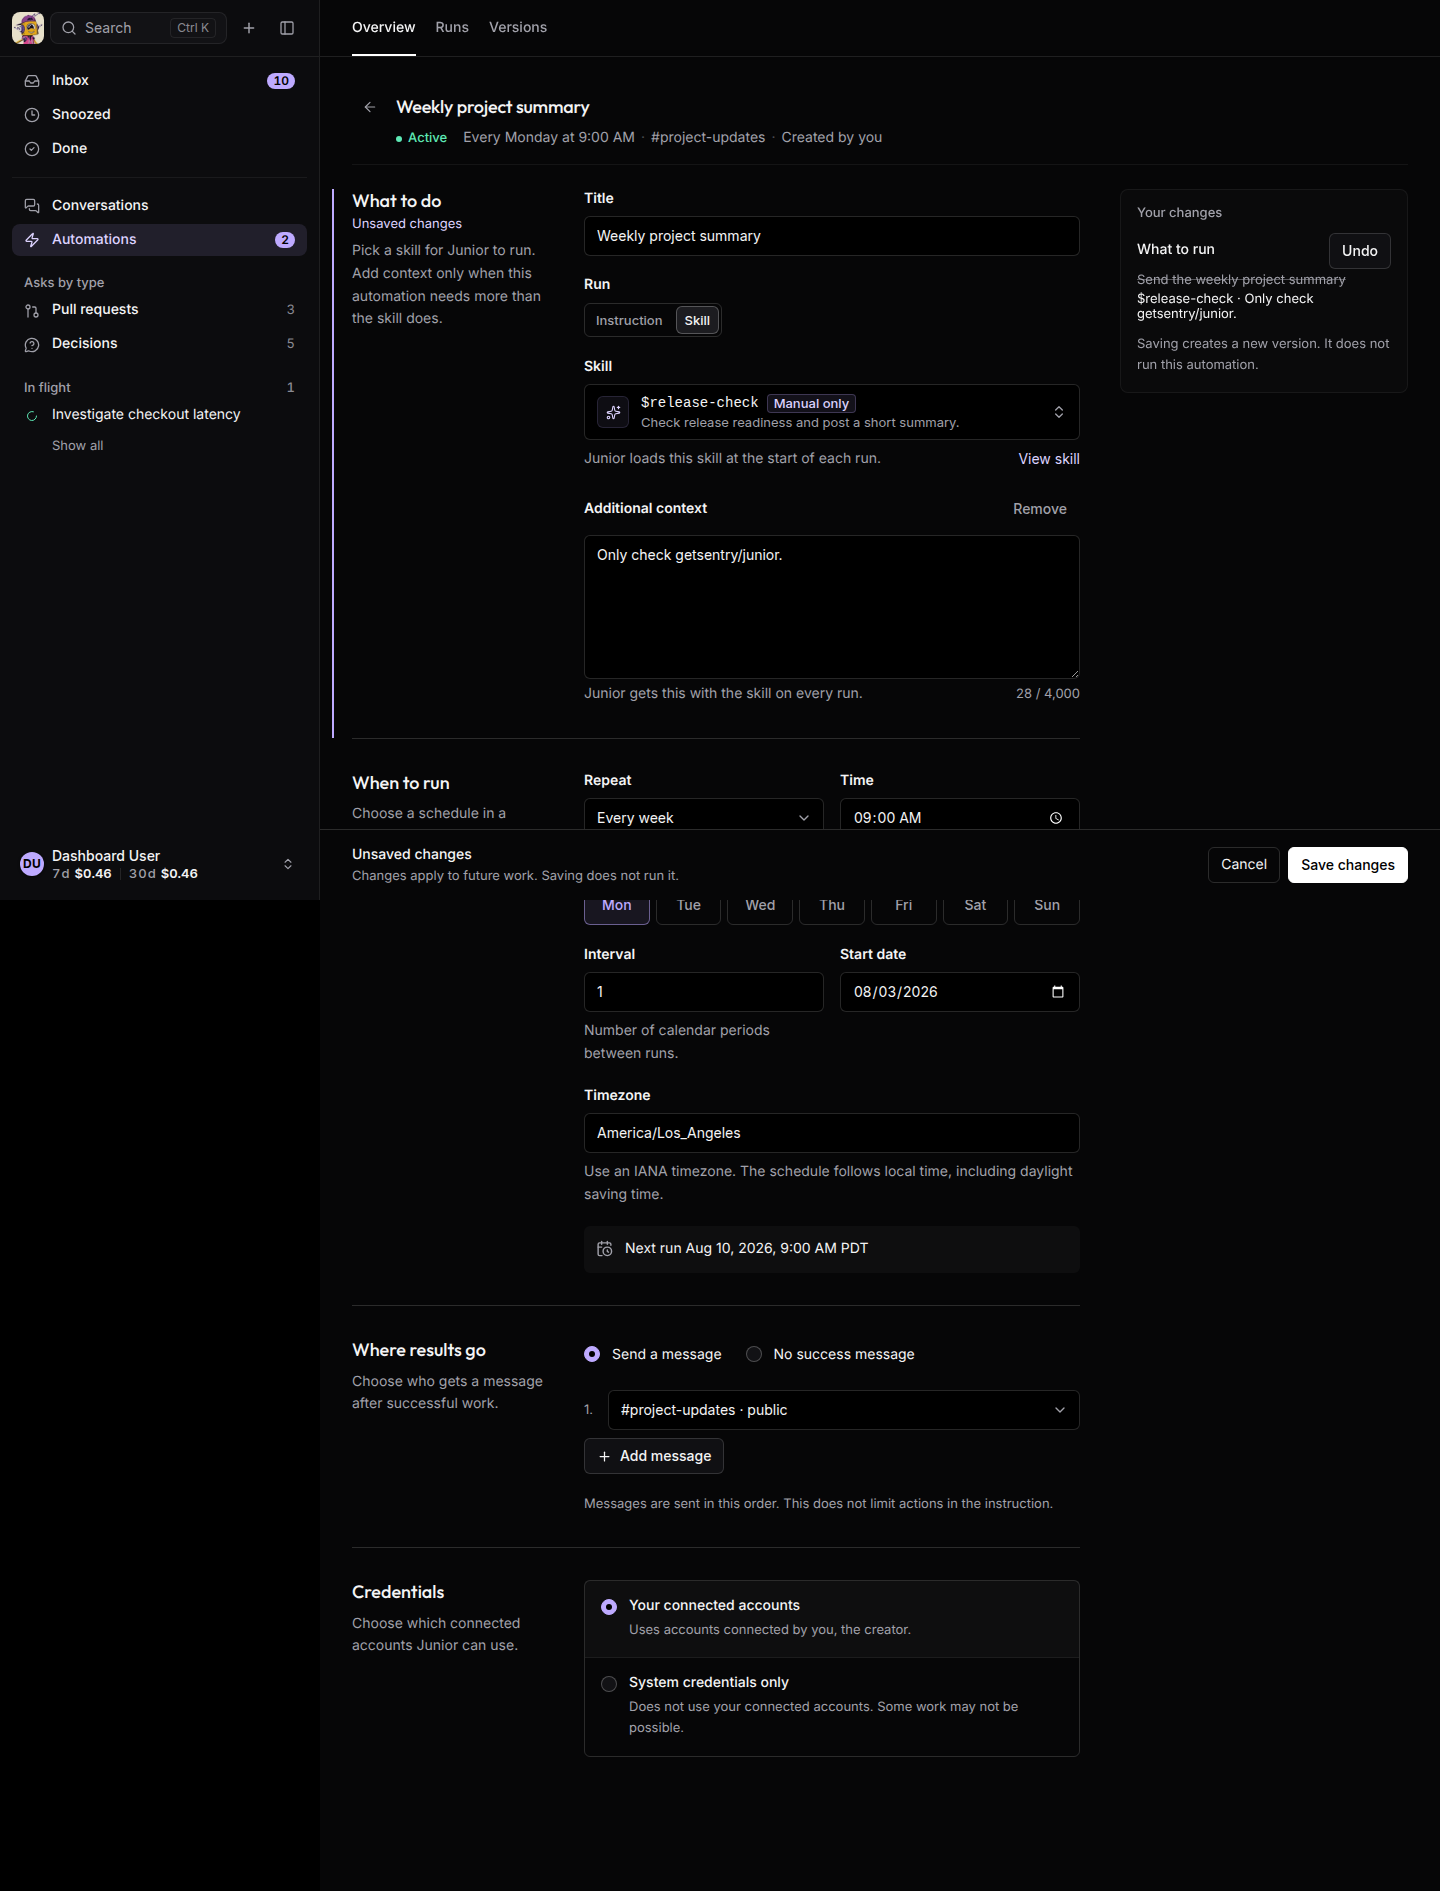 Search
Ctrl K
Inbox
10
Snoozed
Done
Conversations
Automations
2
Asks by type
Pull requests
3
Decisions
5
In flight
1
Investigate checkout latency
Show all
DU
Dashboard User
7d $0.46 | 30d $0.46
Overview
Runs
Versions
Weekly project summary
Active
Every Monday at 9:00 AM · #project-updates · Created by you
What to do
Unsaved changes
Pick a skill for Junior to run.
Add context only when this
automation needs more than
the skill does.
Title
Weekly project summary
Run
Instruction
Skill
Skill
$release-check
Manual only
Check release readiness and post a short summary.
Junior loads this skill at the start of each run.
View skill
Additional context
Remove
Only check getsentry/junior.
Junior gets this with the skill on every run.
28 / 4,000
Your changes
What to run
Undo
Send the weekly project summary
$release-check · Only check
getsentry/junior.
Saving creates a new version. It does not
run this automation.
When to run
Choose a schedule in a
Repeat
Every week
Time
09:00 AM
Unsaved changes
Changes apply to future work. Saving does not run it.
Cancel
Save changes
Mon
Tue
Wed
Thu
Fri
Sat
Sun
Interval
1
Number of calendar periods
between runs.
Start date
08/03/2026
Timezone
America/Los_Angeles
Use an IANA timezone. The schedule follows local time, including daylight
saving time.
Next run Aug 10, 2026, 9:00 AM PDT
Where results go
Choose who gets a message
after successful work.
Send a message
No success message
1.
#project-updates · public
Add message
Messages are sent in this order. This does not limit actions in the instruction.
Credentials
Choose which connected
accounts Junior can use.
Your connected accounts
Uses accounts connected by you, the creator.
System credentials only
Does not use your connected accounts. Some work may not be
possible.